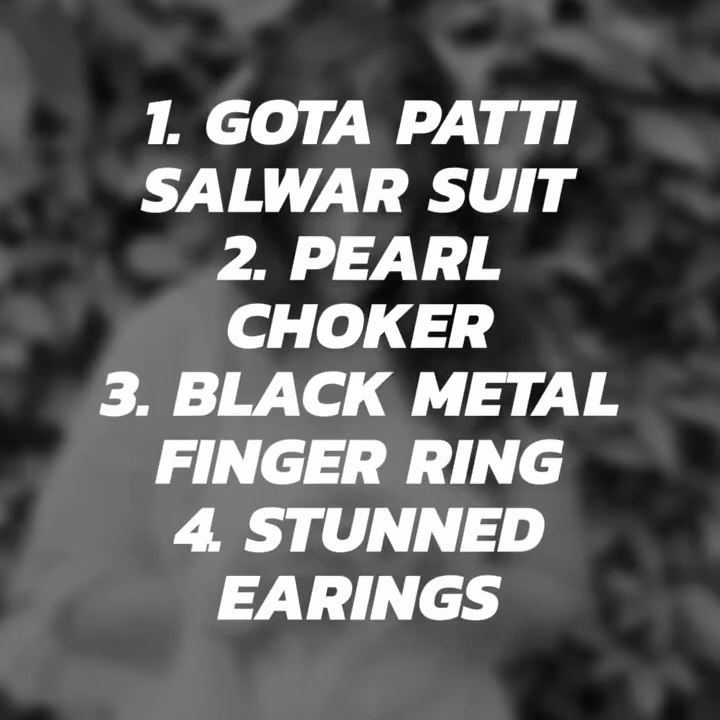 1. GOTA PATTI
SALWAR SUIT
2. PEARL
CHOKER
3. BLACK METAL
FINGER RING
4. STUNNED
EARINGS